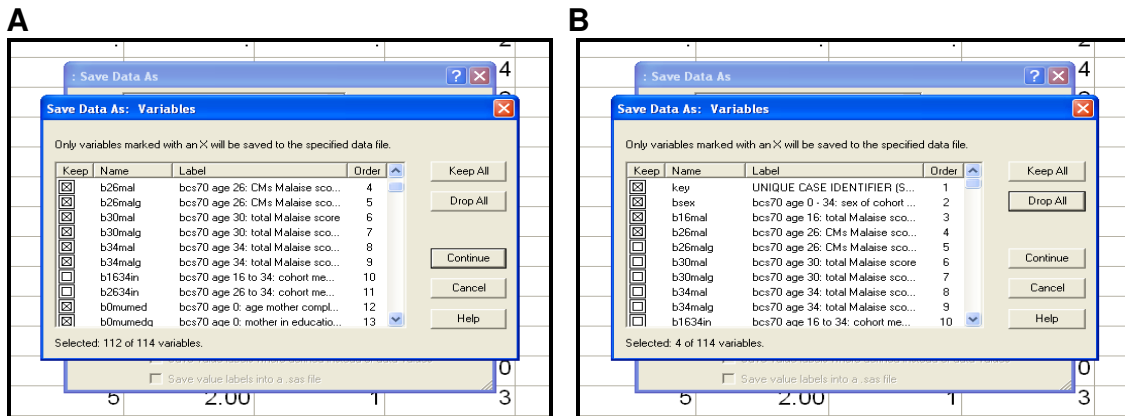 A
B
: Save Data As
4
Save Data As: Variables
Only variables marked with an X will be saved to the specified data file.
Keep Name Label Order
b26mal bcs70 age 26: CMs Malaise sco... 4
b26malg bcs70 age 26: CMs Malaise sco... 5
b30mal bcs70 age 30: total Malaise score 6
b30malg bcs70 age 30: total Malaise sco... 7
b34mal bcs70 age 34: total Malaise sco... 8
b34malg bcs70 age 34: total Malaise sco... 9
b1634in bcs70 age 16 to 34: cohort me... 10
b2634in bcs70 age 26 to 34: cohort me... 11
b0mumed bcs70 age 0: age mother compl... 12
b0mumedg bcs70 age 0: mother in educatio... 13
Keep All
Drop All
Continue
Cancel
Help
Selected: 112 of 114 variables.
0
Save value labels into a .sas file
5 2.00 1 3
: Save Data As
4
Save Data As: Variables
Only variables marked with an X will be saved to the specified data file.
Keep Name Label Order
key UNIQUE CASE IDENTIFIER (S... 1
bsex bcs70 age 0 - 34: sex of cohort ... 2
b16mal bcs70 age 16: total Malaise sco... 3
b26mal bcs70 age 26: CMs Malaise sco... 4
b26malg bcs70 age 26: CMs Malaise sco... 5
b30mal bcs70 age 30: total Malaise score 6
b30malg bcs70 age 30: total Malaise sco... 7
b34mal bcs70 age 34: total Malaise sco... 8
b34malg bcs70 age 34: total Malaise sco... 9
b1634in bcs70 age 16 to 34: cohort me... 10
Keep All
Drop All
Continue
Cancel
Help
Selected: 4 of 114 variables.
0
Save value labels into a .sas file
5 2.00 1 3